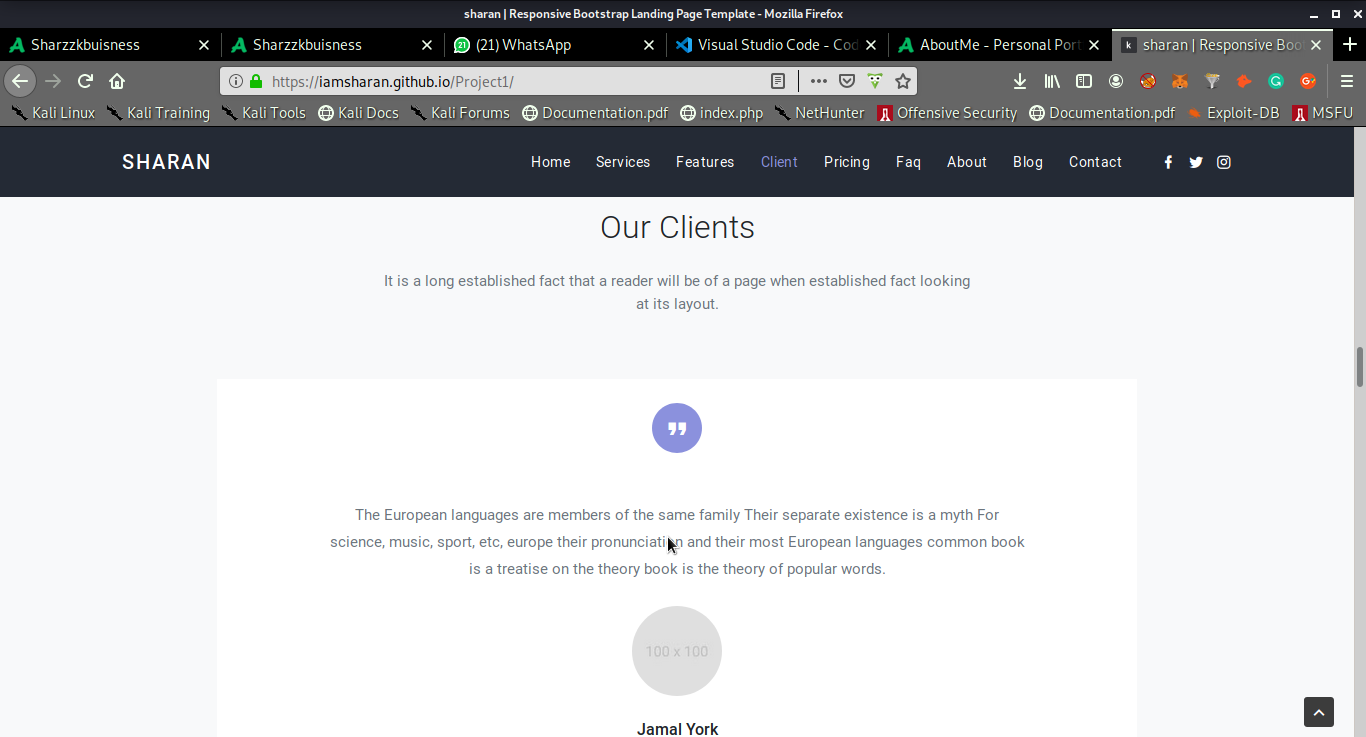 sharan | Responsive Bootstrap Landing Page Template - Mozilla Firefox
Sharzzkbuisness
Sharzzkbuisness
21
(21) WhatsApp
Visual Studio Code - Cod
AboutMe - Personal Port
k
sharan | Responsive Boo
https://iamsharan.github.io/Project1/
Kali Linux
Kali Training
Kali Tools
Kali Docs
Kali Forums
Documentation.pdf
index.php
NetHunter
Offensive Security
Documentation.pdf
Exploit-DB
MSFU
SHARAN
Home Services Features Client Pricing Faq About Blog Contact
Our Clients
It is a long established fact that a reader will be of a page when established fact looking
at its layout.
The European languages are members of the same family Their separate existence is a myth For
science, music, sport, etc, europe their pronunciation and their most European languages common book
is a treatise on the theory book is the theory of popular words.
100 x 100
Jamal York